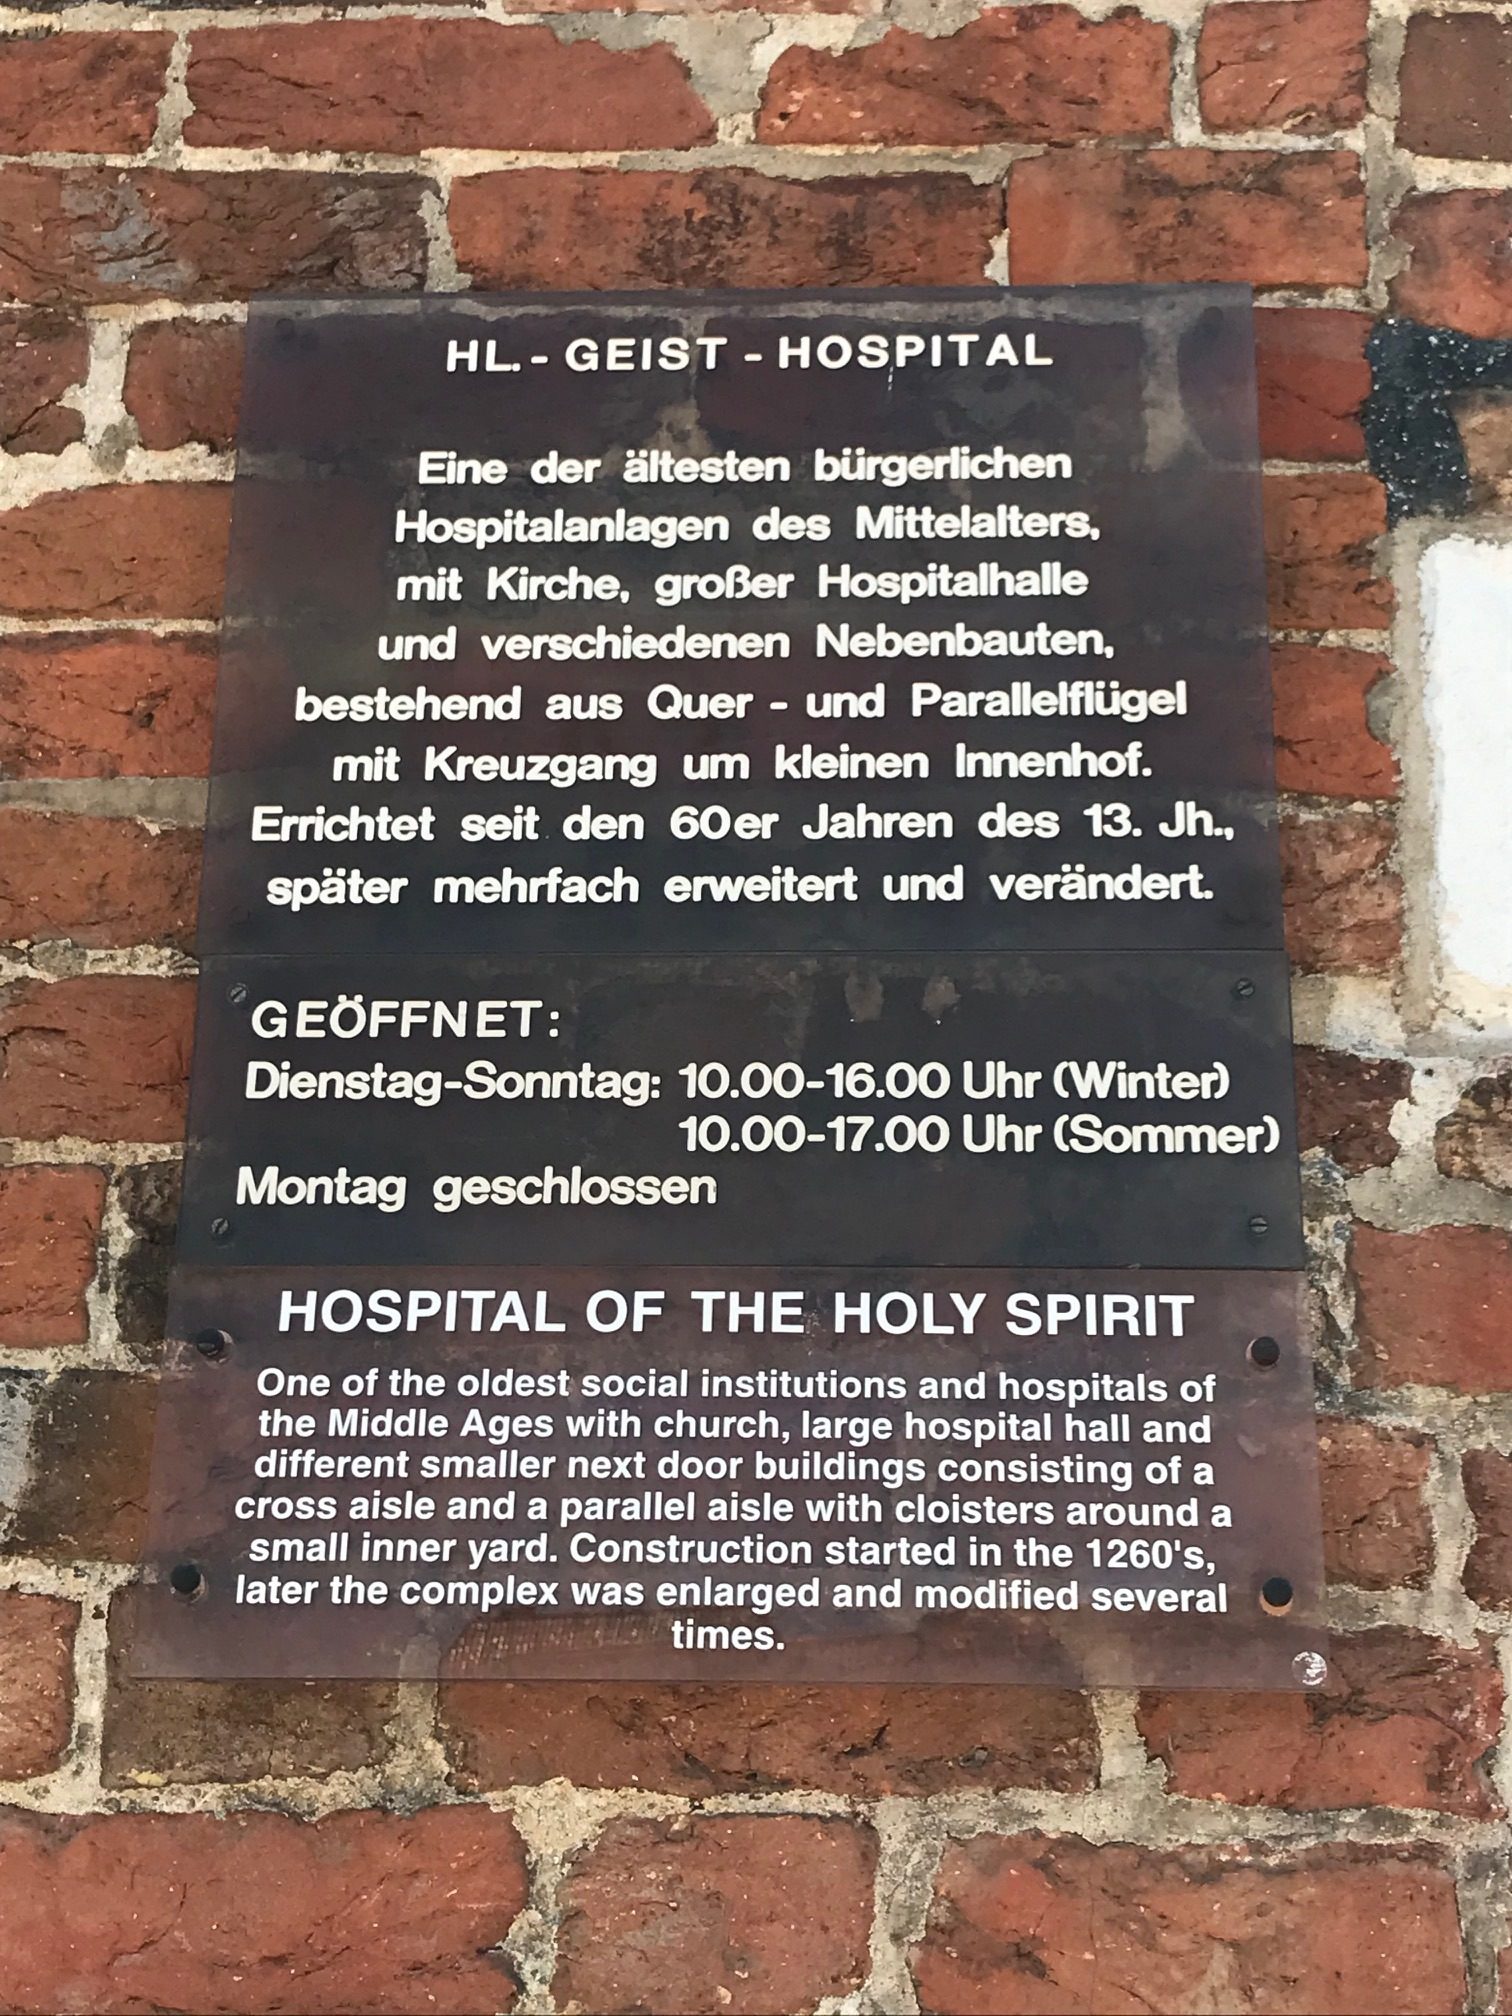 HL.- GEIST - HOSPITAL
Eine der ältesten bürgerlichen
Hospitalanlagen des Mittelalters,
mit Kirche, großer Hospitalhalle
und verschiedenen Nebenbauten,
bestehend aus Quer - und Parallelflügel
mit Kreuzgang um kleinen Innenhof.
Errichtet seit den 60er Jahren des 13. Jh.,
später mehrfach erweitert und verändert.
GEÖFFNET:
Dienstag-Sonntag: 10.00-16.00 Uhr (Winter)
10.00-17.00 Uhr (Sommer)
Montag geschlossen
HOSPITAL OF THE HOLY SPIRIT
One of the oldest social institutions and hospitals of
the Middle Ages with church, large hospital hall and
different smaller next door buildings consisting of a
cross aisle and a parallel aisle with cloisters around a
small inner yard. Construction started in the 1260's,
later the complex was enlarged and modified several
times.